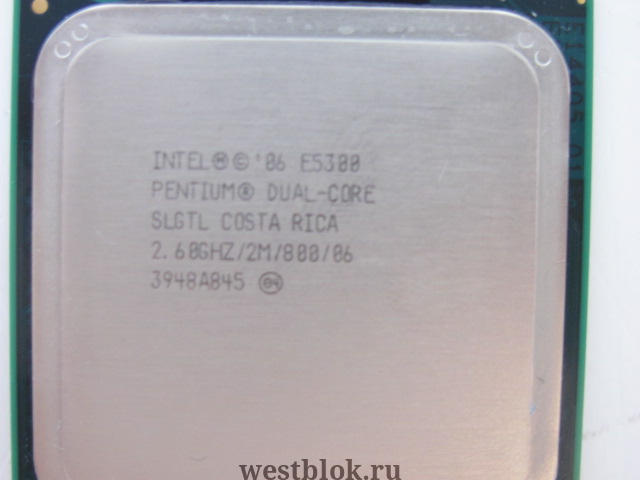 INTEL®©'06 E5300
PENTIUM® DUAL-CORE
SLGTL COSTA RICA
2.60GHZ/2M/800/06
3948A845 e4
westblok.ru